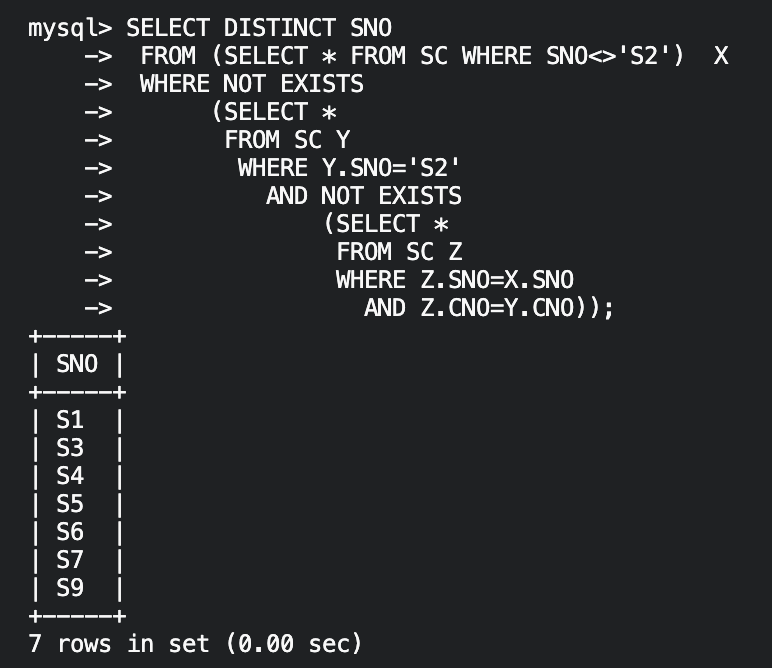 mysql> SELECT DISTINCT SNO
    -> FROM (SELECT * FROM SC WHERE SNO<>'S2')  X
    -> WHERE NOT EXISTS
    ->      (SELECT *
    ->       FROM SC Y
    ->        WHERE Y.SNO='S2'
    ->          AND NOT EXISTS
    ->              (SELECT *
    ->               FROM SC Z
    ->               WHERE Z.SNO=X.SNO
    ->                 AND Z.CNO=Y.CNO));
+-----+
| SNO |
+-----+
| S1  |
| S3  |
| S4  |
| S5  |
| S6  |
| S7  |
| S9  |
+-----+
7 rows in set (0.00 sec)